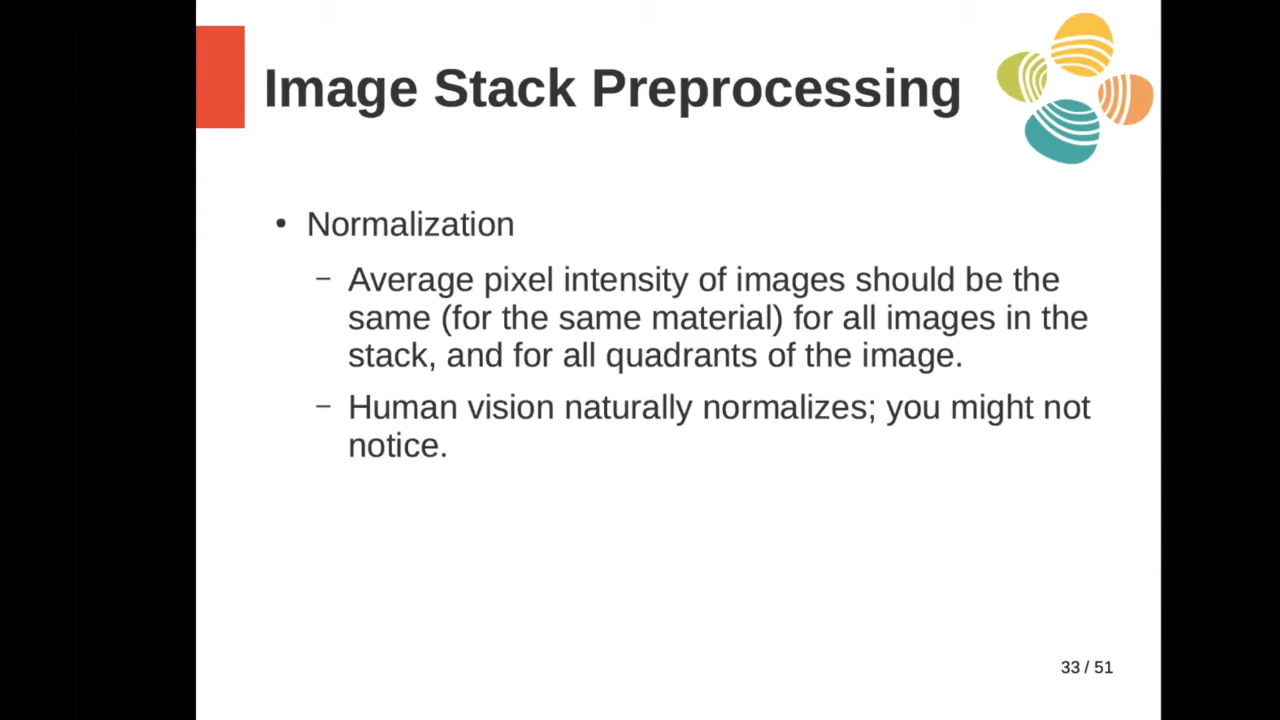 Image Stack Preprocessing
• Normalization
– Average pixel intensity of images should be the
same (for the same material) for all images in the
stack, and for all quadrants of the image.
– Human vision naturally normalizes; you might not
notice.
33 / 51